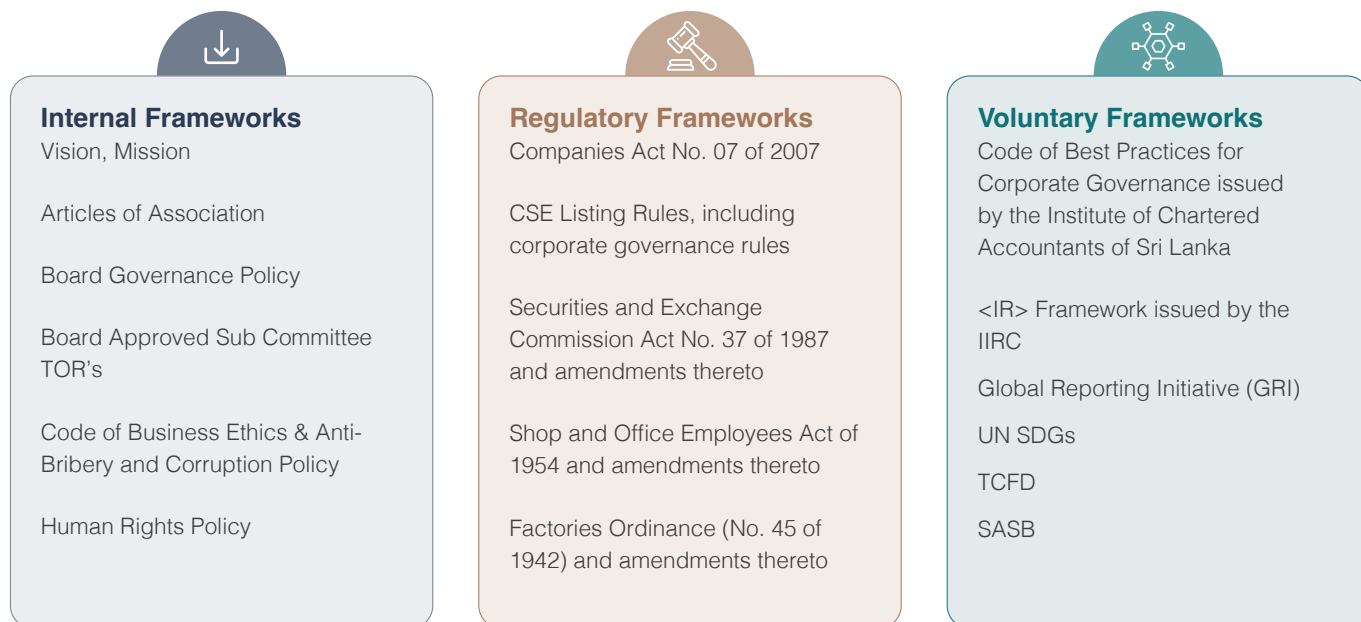 Internal Frameworks
Vision, Mission
Articles of Association
Board Governance Policy
Board Approved Sub Committee
TOR's
Code of Business Ethics & Anti-
Bribery and Corruption Policy
Human Rights Policy
Regulatory Frameworks
Companies Act No. 07 of 2007
CSE Listing Rules, including
corporate governance rules
Securities and Exchange
Commission Act No. 37 of 1987
and amendments thereto
Shop and Office Employees Act of
1954 and amendments thereto
Factories Ordinance (No. 45 of
1942) and amendments thereto
Voluntary Frameworks
Code of Best Practices for
Corporate Governance issued
by the Institute of Chartered
Accountants of Sri Lanka
<IR> Framework issued by the
IIRC
Global Reporting Initiative (GRI)
UN SDGs
TCFD
SASB